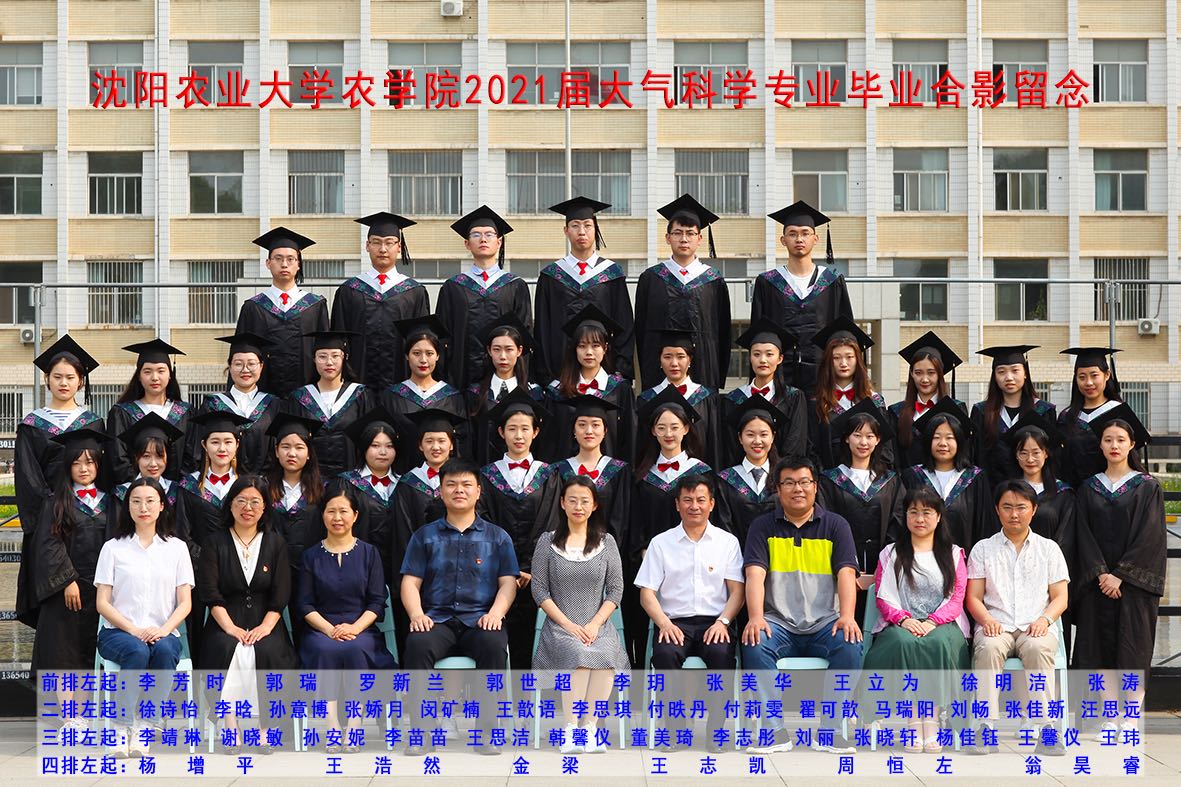 沈阳农业大学农学院2021届大气科学专业毕业合影留念
前排左起：李芳时 郭瑞 罗新兰 郭世超 李玥 张美华 王立为 徐明洁 张涛
二排左起：徐诗怡 李晗 孙意博 张娇月 闵矿楠 王歆语 李思琪 付昳丹 付莉雯 翟可歆 马瑞阳 刘畅 张佳新 汪思远
三排左起：李靖琳 谢晓敏 孙安妮 李苗苗 王思洁 韩馨仪 董美琦 李志彤 刘丽 张晓轩 杨佳钰 王馨仪 王玮
四排左起：杨增平 王浩然 金梁 王志凯 周恒左 翁昊睿
136540